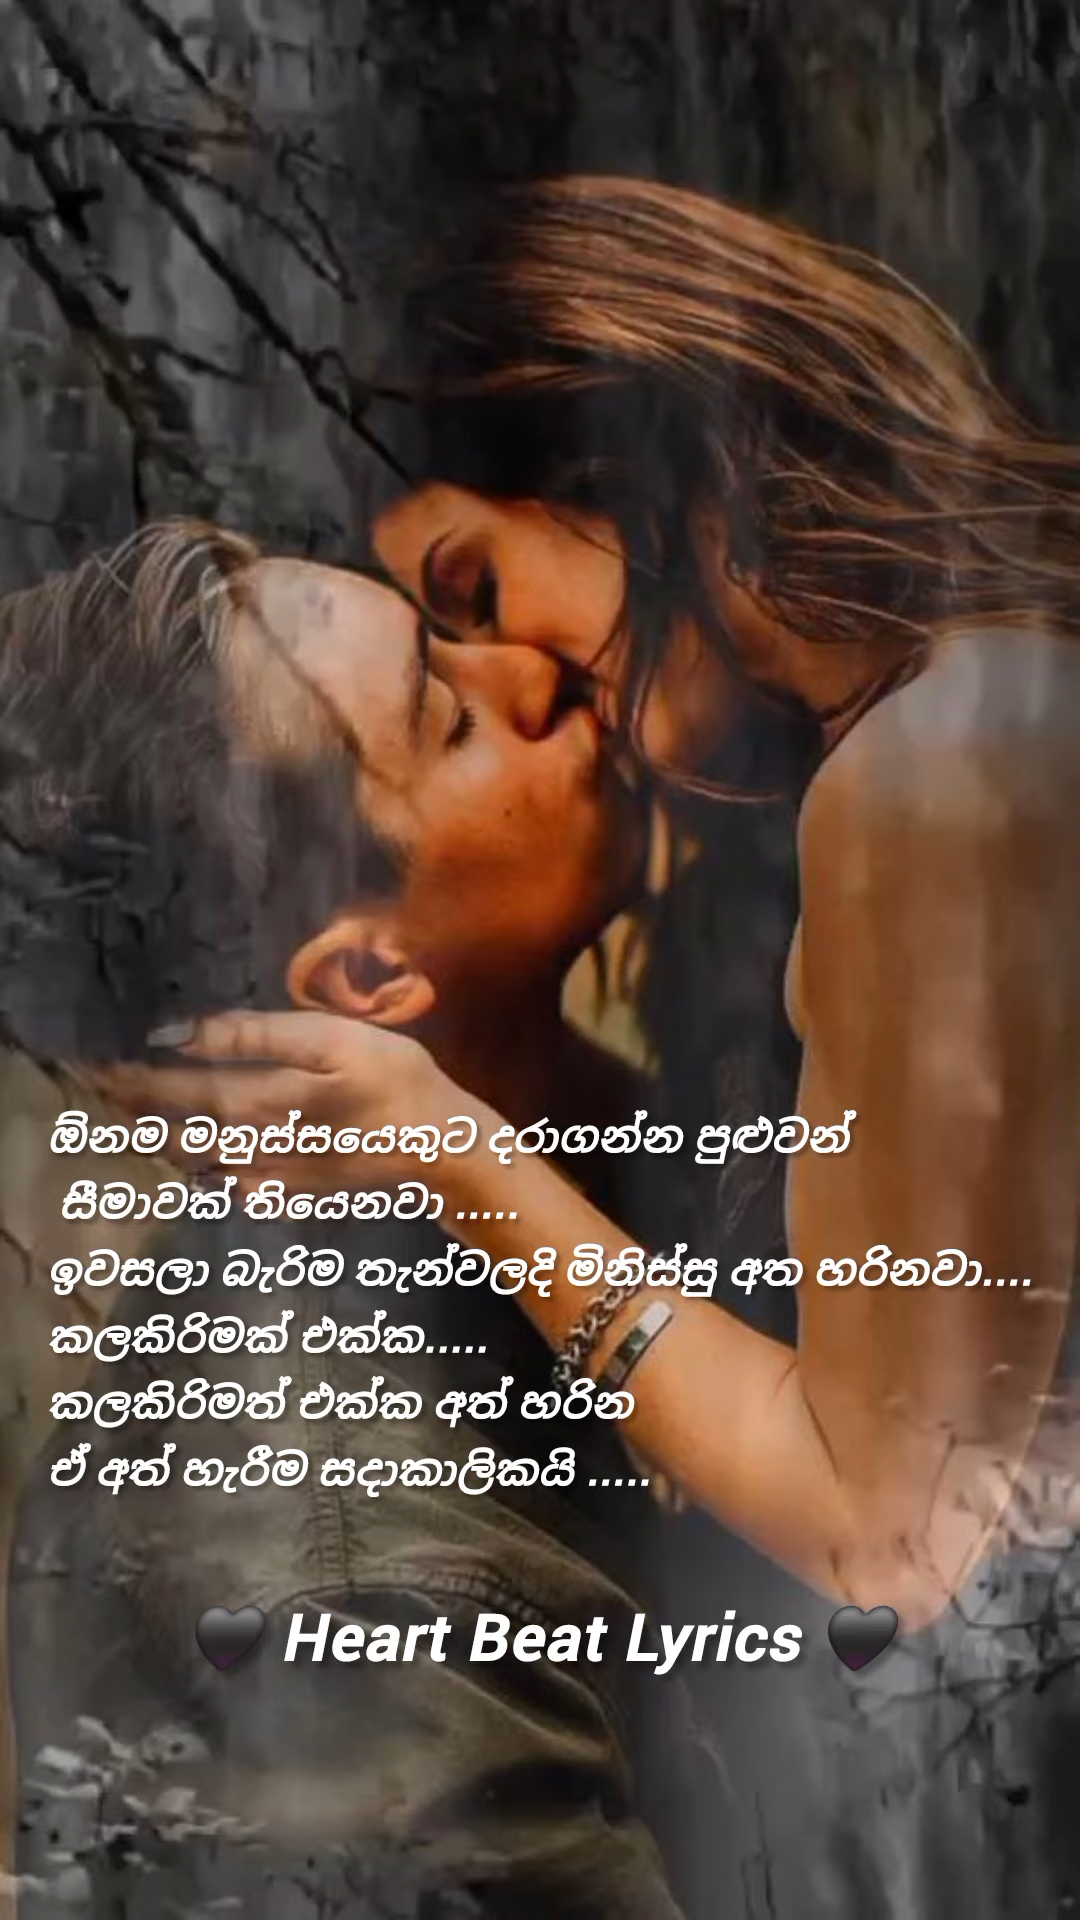 ඕනම මනුස්සයෙකුට දරාගන්න පුළුවන්
සීමාවක් තියෙනවා .....
ඉවසලා බැරිම තැන්වලදි මිනිස්සු අත හරිනවා....
කලකිරිමක් එක්ක.....
කලකිරිමත් එක්ක අත් හරින
ඒ අත් හැරීම සදාකාලිකයි .....
🖤 Heart Beat Lyrics 🖤